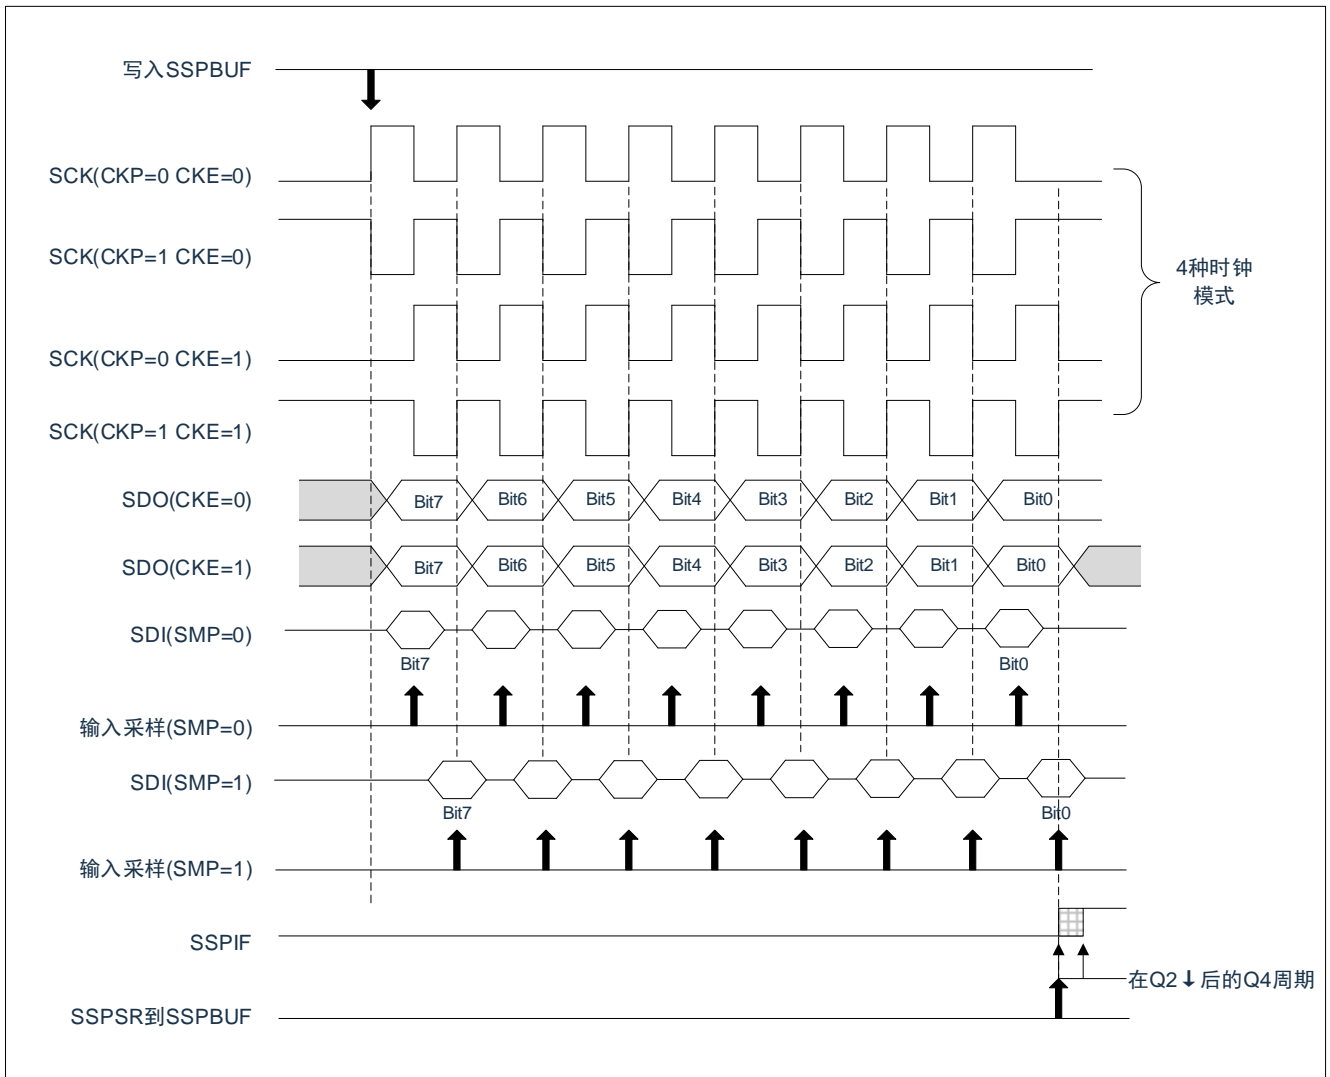 写入SSPBUF
SCK(CKP=0 CKE=0)
SCK(CKP=1 CKE=0)
4种时钟
模式
SCK(CKP=0 CKE=1)
SCK(CKP=1 CKE=1)
SDO(CKE=0) Bit7 Bit6 Bit5 Bit4 Bit3 Bit2 Bit1 Bit0
SDO(CKE=1) Bit7 Bit6 Bit5 Bit4 Bit3 Bit2 Bit1 Bit0
SDI(SMP=0)
Bit7 Bit0
输入采样(SMP=0)
SDI(SMP=1)
Bit7 Bit0
输入采样(SMP=1)
SSPIF
在Q2↓后的Q4周期
SSPSR到SSPBUF